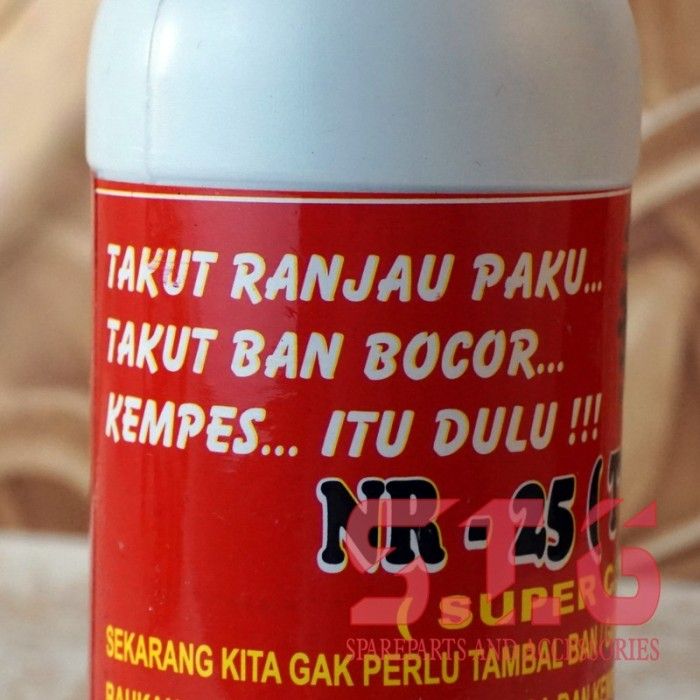 TAKUT RANJAU PAKU...
TAKUT BAN BOCOR...
KEMPES... ITU DULU !!!
NR - 25 (T
( SUPER C
SEKARANG KITA GAK PERLU TAMBAL BAN
S16
SPAREPARTS AND ACCESSORIES